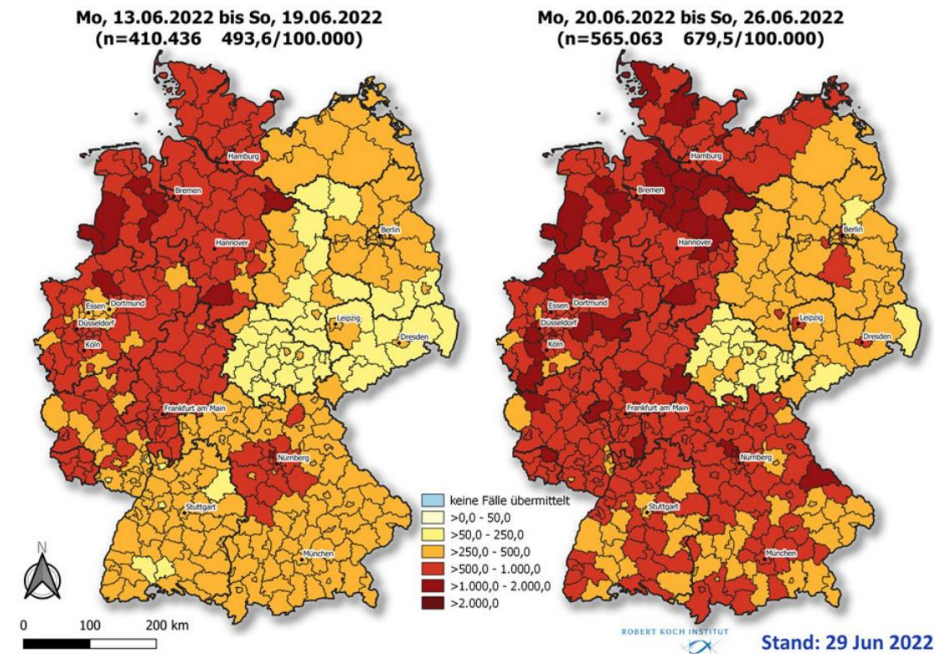 Mo, 13.06.2022 bis So, 19.06.2022
(n=410.436 493,6/100.000)
Mo, 20.06.2022 bis So, 26.06.2022
(n=565.063 679,5/100.000)
Hamburg
Bremen
Berlin
Hannover
Essen
Dortmund
Düsseldorf
Leipzig
Köln
Dresden
Frankfurt am Main
Nürnberg
Stuttgart
München
Hamburg
Bremen
Berlin
Hannover
Essen
Dortmund
Düsseldorf
Leipzig
Köln
Dresden
Frankfurt am Main
Nürnberg
Stuttgart
München
keine Fälle übermittelt
>0,0 - 50,0
>50,0 - 250,0
>250,0 - 500,0
>500,0 - 1.000,0
>1.000,0 - 2.000,0
>2.000,0
N
0 100 200 km
ROBERT KOCH INSTITUT
Stand: 29 Jun 2022